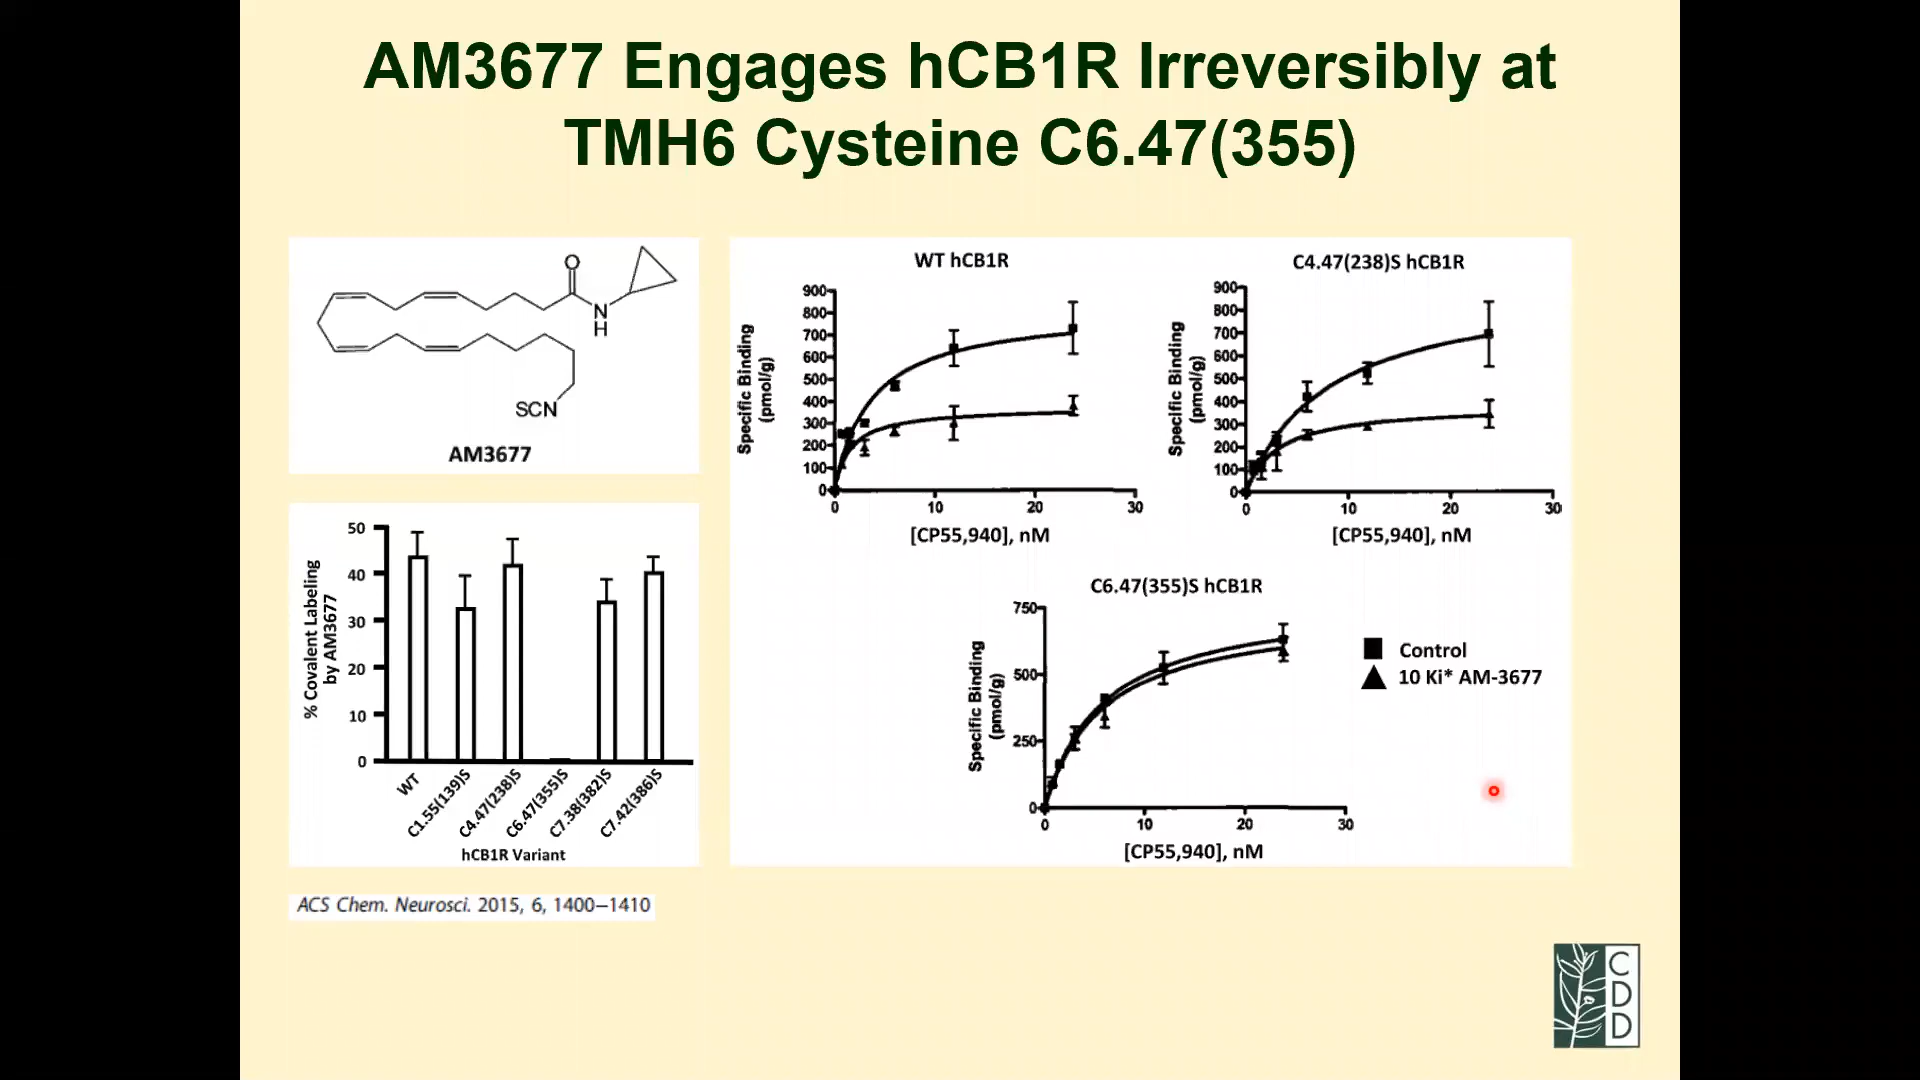 AM3677 Engages hCB1R Irreversibly at
TMH6 Cysteine C6.47(355)
O
N
H
SCN
AM3677
% Covalent Labeling
by AM3677
50
40
30
20
10
0
WT
C1.55(139)S
C4.47(238)S
C6.47(355)S
C7.38(382)S
C7.42(386)S
hCB1R Variant
WT hCB1R
Specific Binding
(pmol/g)
900
800
700
600
500
400
300
200
100
0
0 10 20 30
[CP55,940], nM
C4.47(238)S hCB1R
Specific Binding
(pmol/g)
900
800
700
600
500
400
300
200
100
0
0 10 20 30
[CP55,940], nM
C6.47(355)S hCB1R
Specific Binding
(pmol/g)
750
500
250
0
0 10 20 30
[CP55,940], nM
Control
10 Ki* AM-3677
ACS Chem. Neurosci. 2015, 6, 1400–1410
C
D
D